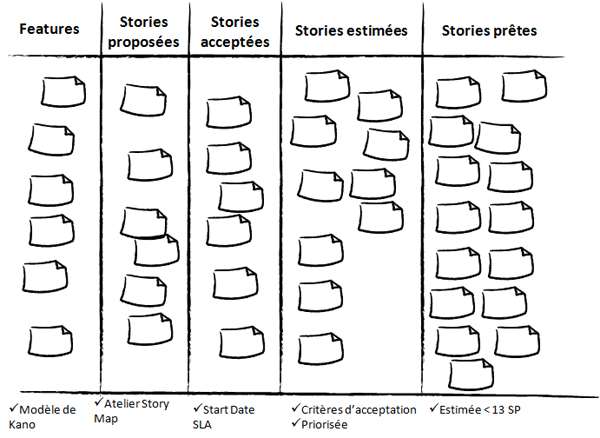 Features
Stories
proposées
Stories
acceptées
Stories estimées
Stories prêtes
✓Modèle de
Kano
✓Atelier Story
Map
✓Start Date
SLA
✓Critères d'acceptation
✓Priorisée
✓Estimée < 13 SP